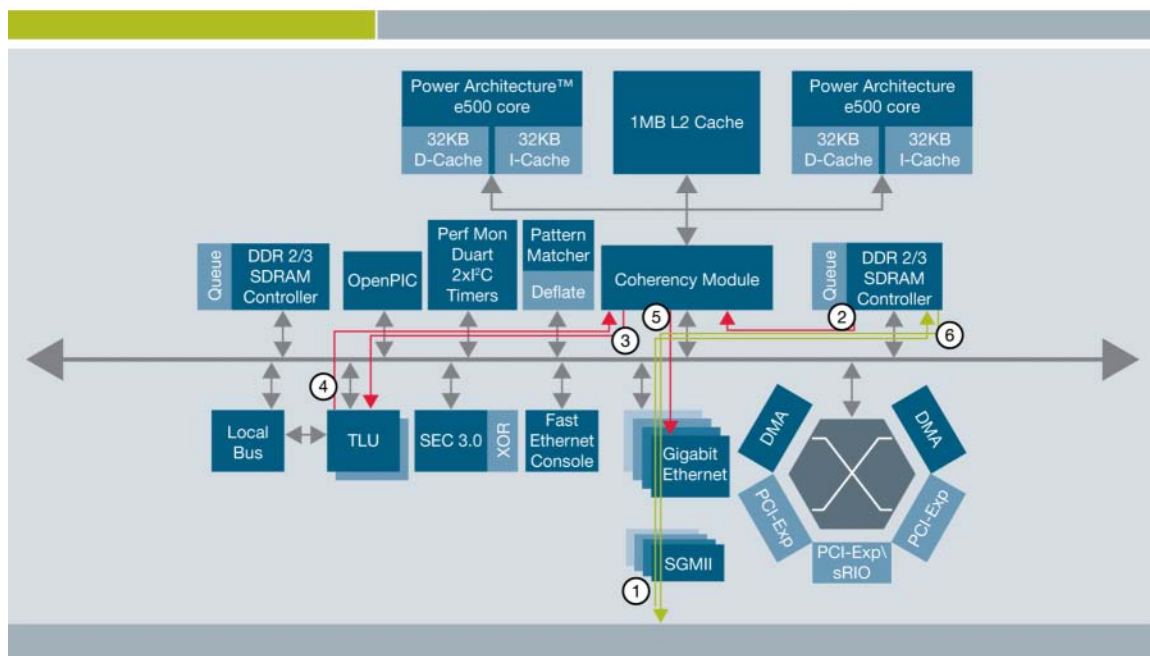 Power Architecture™
e500 core
32KB
D-Cache
32KB
I-Cache
1MB L2 Cache
Power Architecture
e500 core
32KB
D-Cache
32KB
I-Cache
Queue
DDR 2/3
SDRAM
Controller
OpenPIC
Perf Mon
Duart
2xI²C
Timers
Pattern
Matcher
Deflate
Coherency Module
Queue
DDR 2/3
SDRAM
Controller
5
2
3
6
4
Local
Bus
TLU
SEC 3.0
XOR
Fast
Ethernet
Console
Gigabit
Ethernet
DMA
DMA
PCI-Exp
PCI-Exp
PCI-Exp\
sRIO
SGMII
1